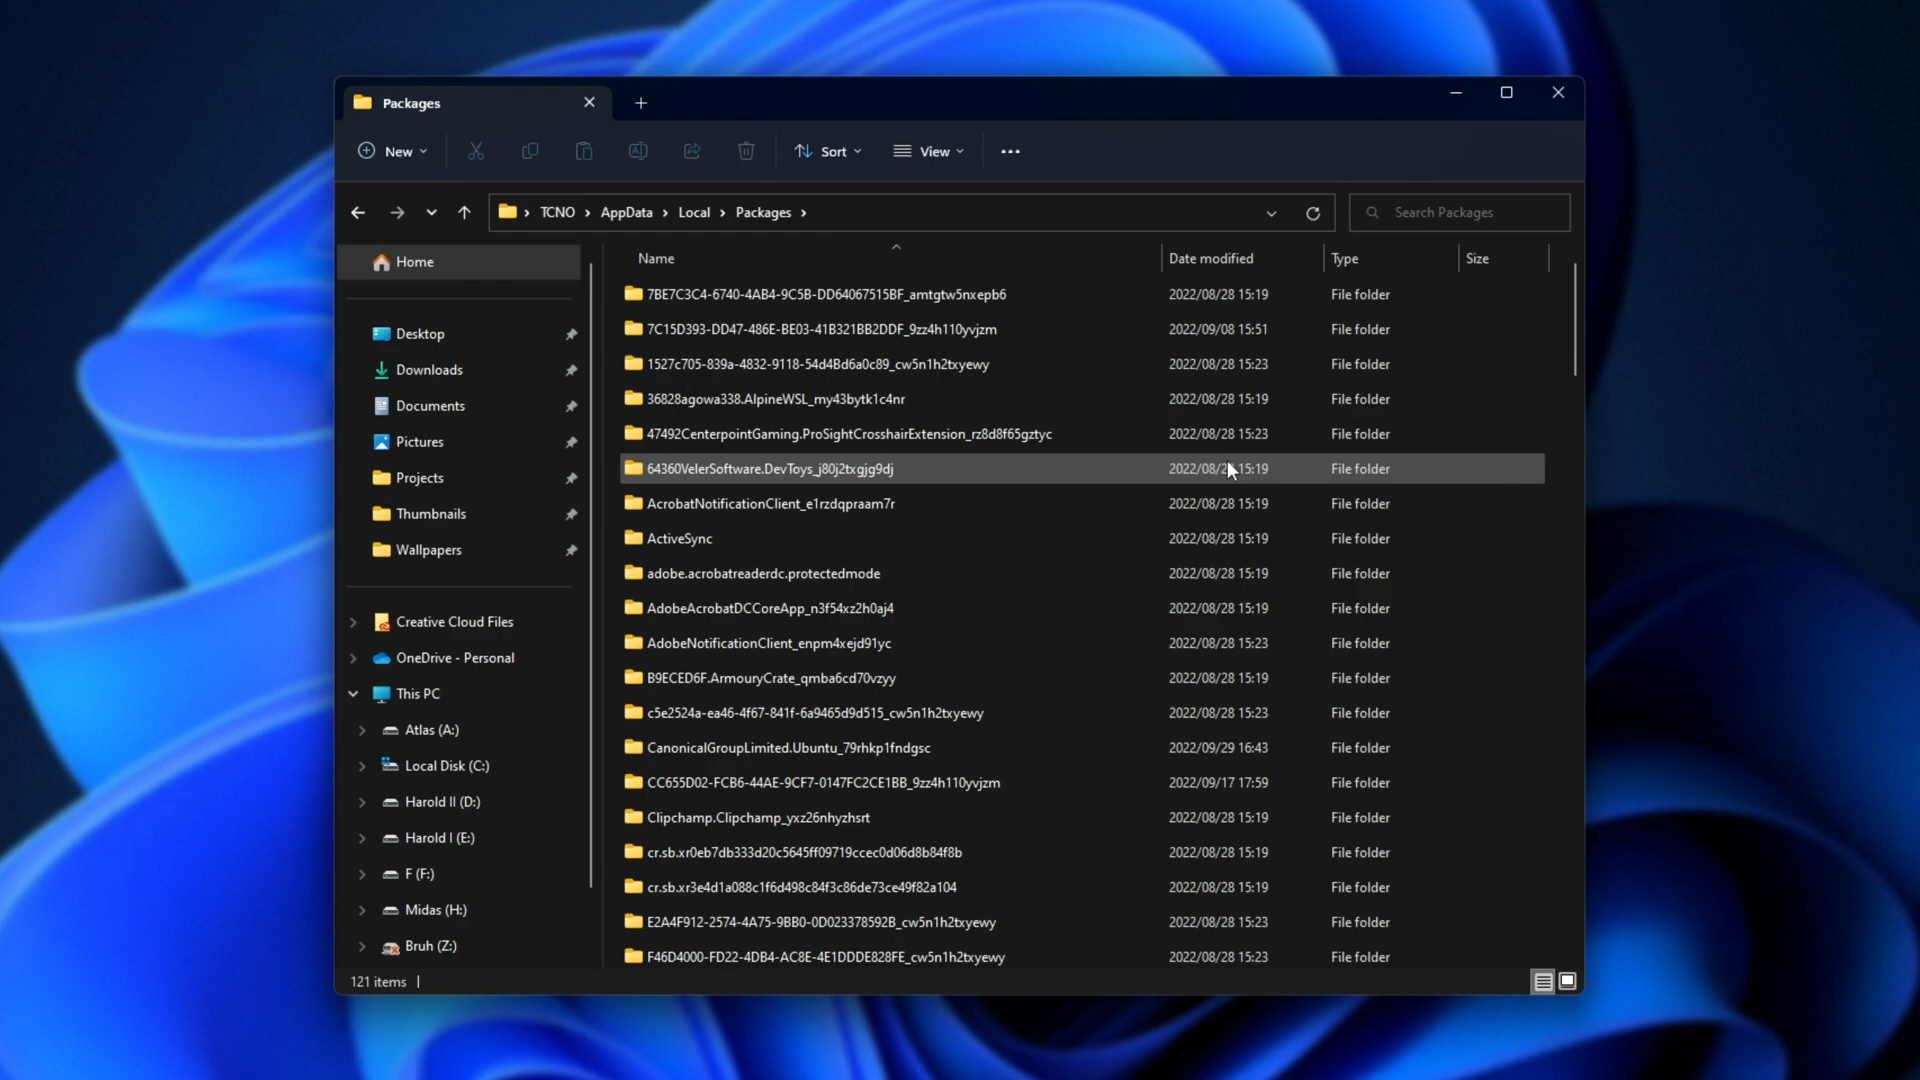 Packages
New
Sort
View
TCNO > AppData > Local > Packages >
Search Packages
Home
Desktop
Downloads
Documents
Pictures
Projects
Thumbnails
Wallpapers
Creative Cloud Files
OneDrive - Personal
This PC
Atlas (A:)
Local Disk (C:)
Harold II (D:)
Harold I (E:)
F (F:)
Midas (H:)
Bruh (Z:)
Name Date modified Type Size
7BE7C3C4-6740-4AB4-9C5B-DD64067515BF_amtgtw5nxepb6 2022/08/28 15:19 File folder
7C15D393-DD47-486E-BE03-41B321BB2DDF_9zz4h110yvjzm 2022/09/08 15:51 File folder
1527c705-839a-4832-9118-54d4Bd6a0c89_cw5n1h2txyewy 2022/08/28 15:23 File folder
36828agowa338.AlpineWSL_my43bytk1c4nr 2022/08/28 15:19 File folder
47492CenterpointGaming.ProSightCrosshairExtension_rz8d8f65gztyc 2022/08/28 15:23 File folder
64360VelerSoftware.DevToys_j80j2txgjg9dj 2022/08/2 15:19 File folder
AcrobatNotificationClient_e1rzdqpraam7r 2022/08/28 15:19 File folder
ActiveSync 2022/08/28 15:19 File folder
adobe.acrobatreaderdc.protectedmode 2022/08/28 15:19 File folder
AdobeAcrobatDCCoreApp_n3f54xz2h0aj4 2022/08/28 15:19 File folder
AdobeNotificationClient_enpm4xejd91yc 2022/08/28 15:23 File folder
B9ECED6F.ArmouryCrate_qmba6cd70vzyy 2022/08/28 15:19 File folder
c5e2524a-ea46-4f67-841f-6a9465d9d515_cw5n1h2txyewy 2022/08/28 15:23 File folder
CanonicalGroupLimited.Ubuntu_79rhkp1fndgsc 2022/09/29 16:43 File folder
CC655D02-FCB6-44AE-9CF7-0147FC2CE1BB_9zz4h110yvjzm 2022/09/17 17:59 File folder
Clipchamp.Clipchamp_yxz26nhyzhsrt 2022/08/28 15:19 File folder
cr.sb.xr0eb7db333d20c5645ff09719ccec0d06d8b84f8b 2022/08/28 15:19 File folder
cr.sb.xr3e4d1a088c1f6d498c84f3c86de73ce49f82a104 2022/08/28 15:19 File folder
E2A4F912-2574-4A75-9BB0-0D023378592B_cw5n1h2txyewy 2022/08/28 15:23 File folder
F46D4000-FD22-4DB4-AC8E-4E1DDDE828FE_cw5n1h2txyewy 2022/08/28 15:23 File folder
121 items